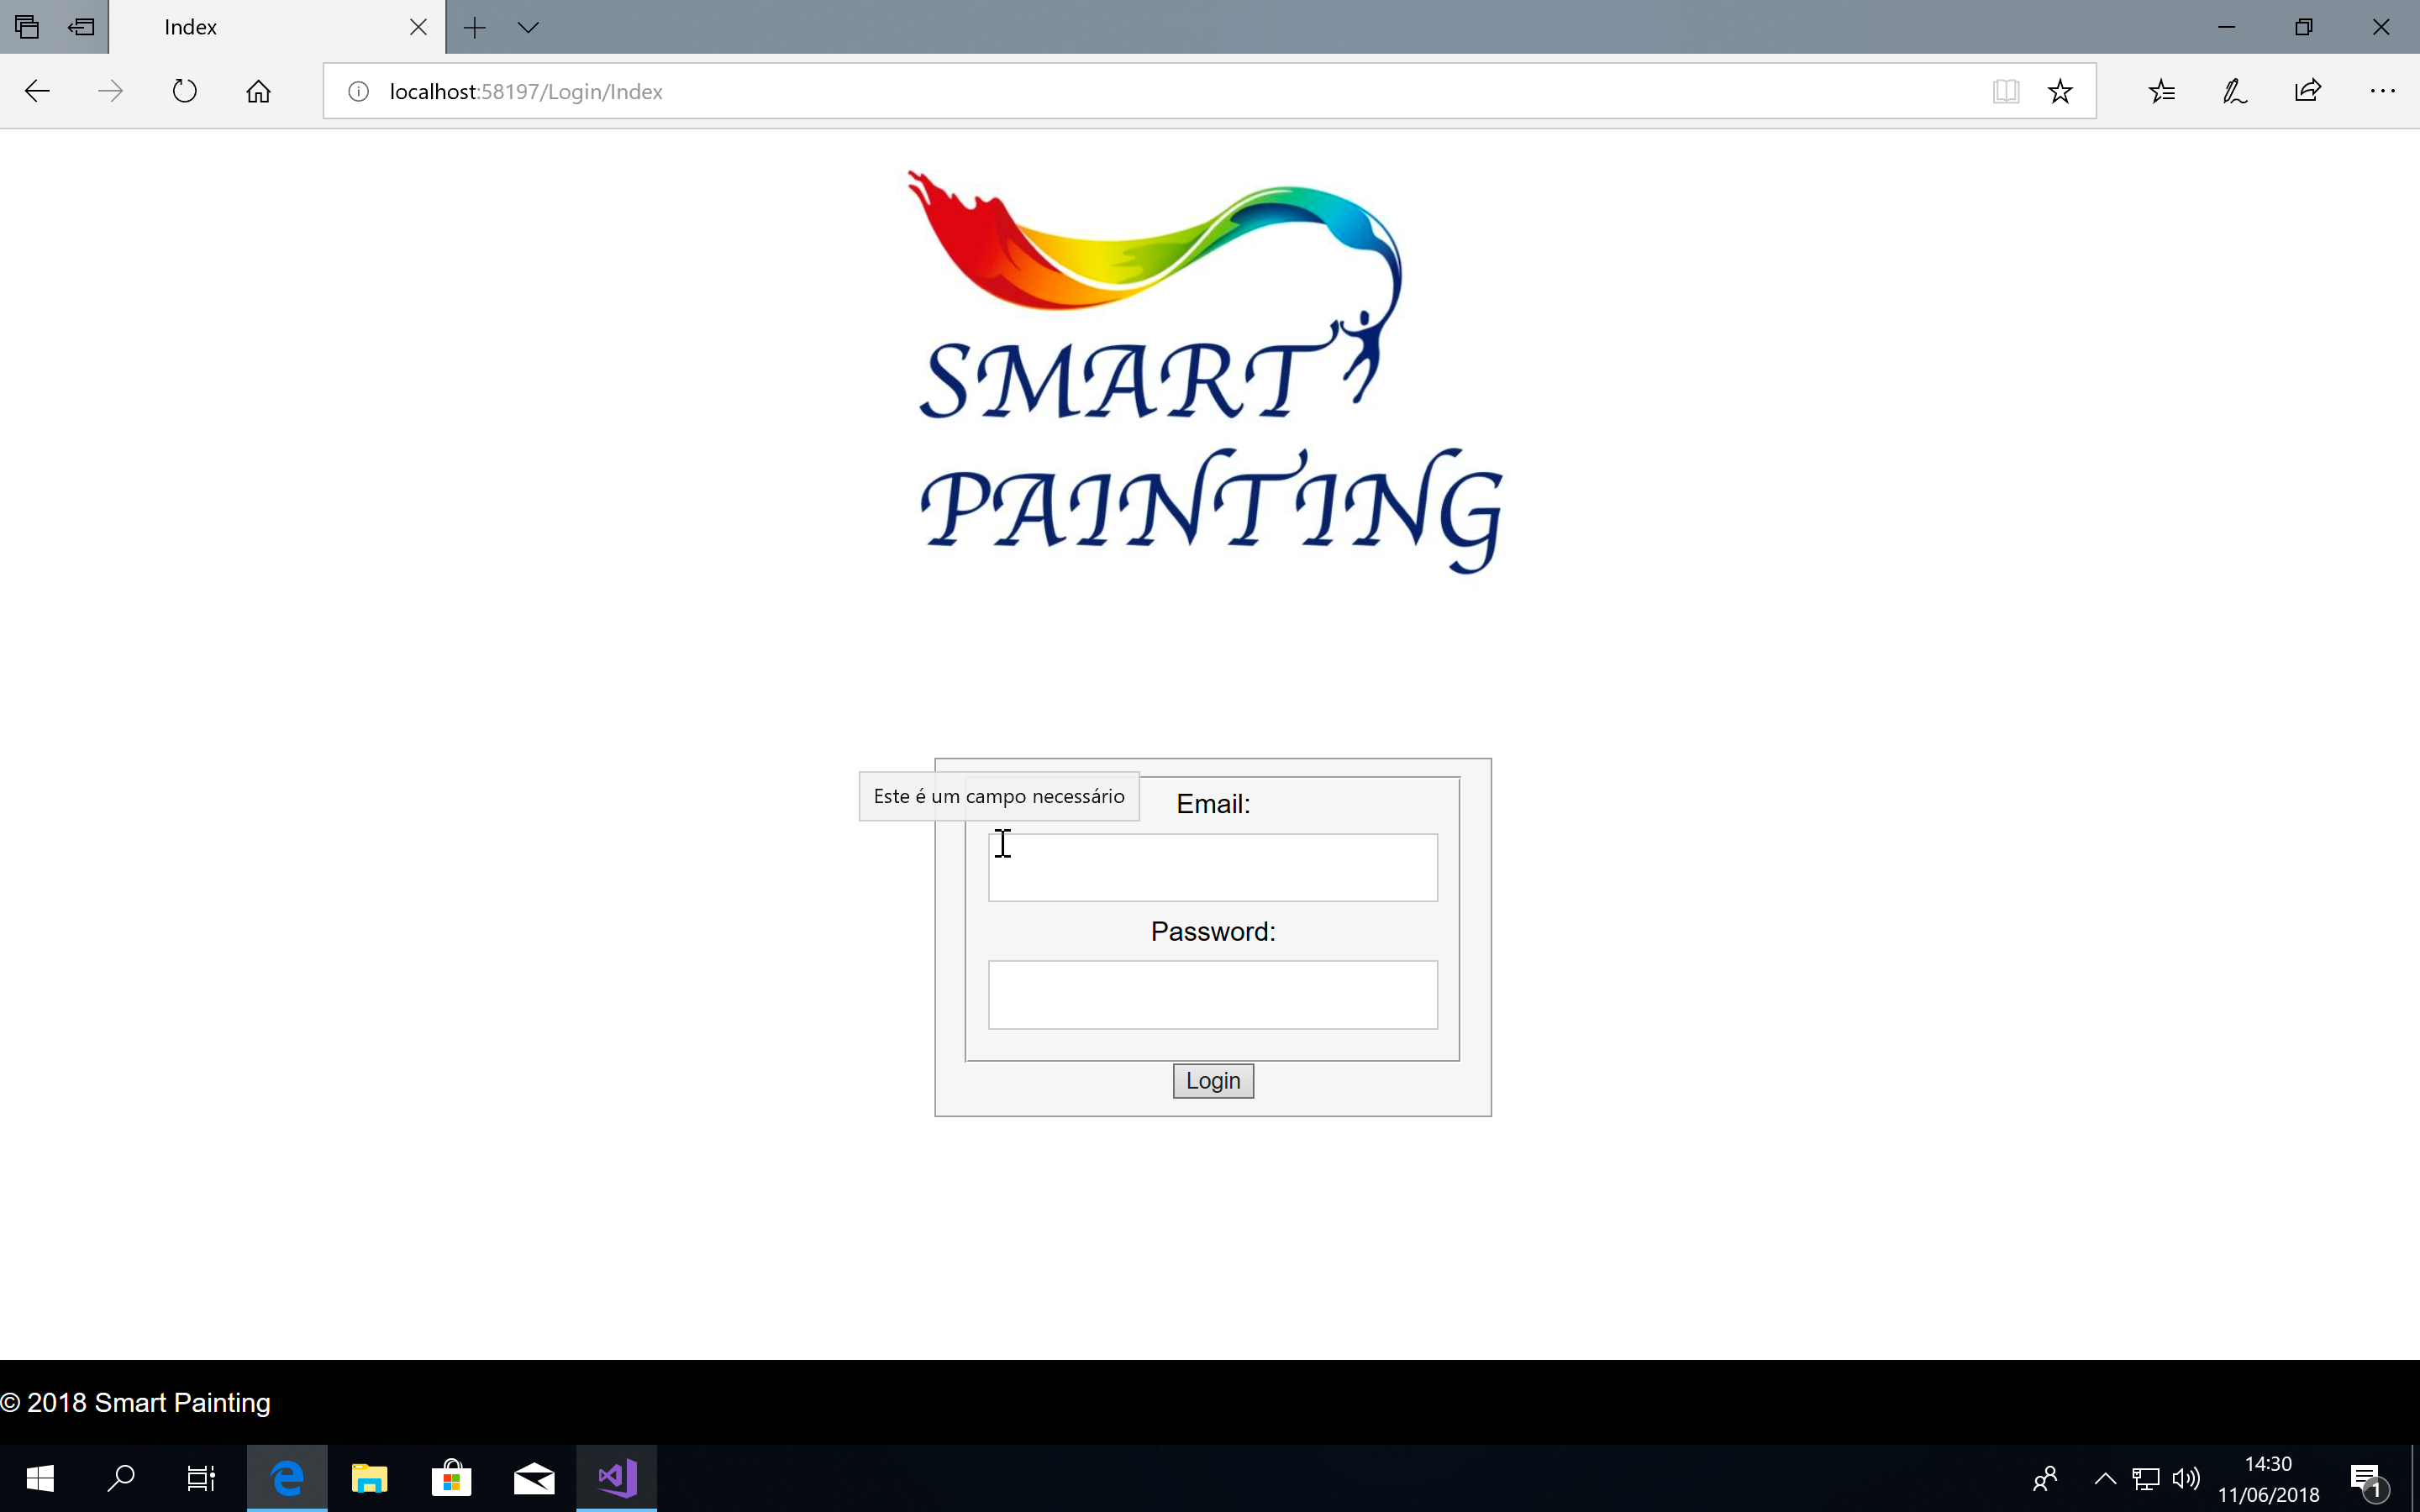 Index
localhost:58197/Login/Index
SMART
PAINTING
Este é um campo necessário
Email:
Password:
Login
© 2018 Smart Painting
14:30
11/06/2018
1